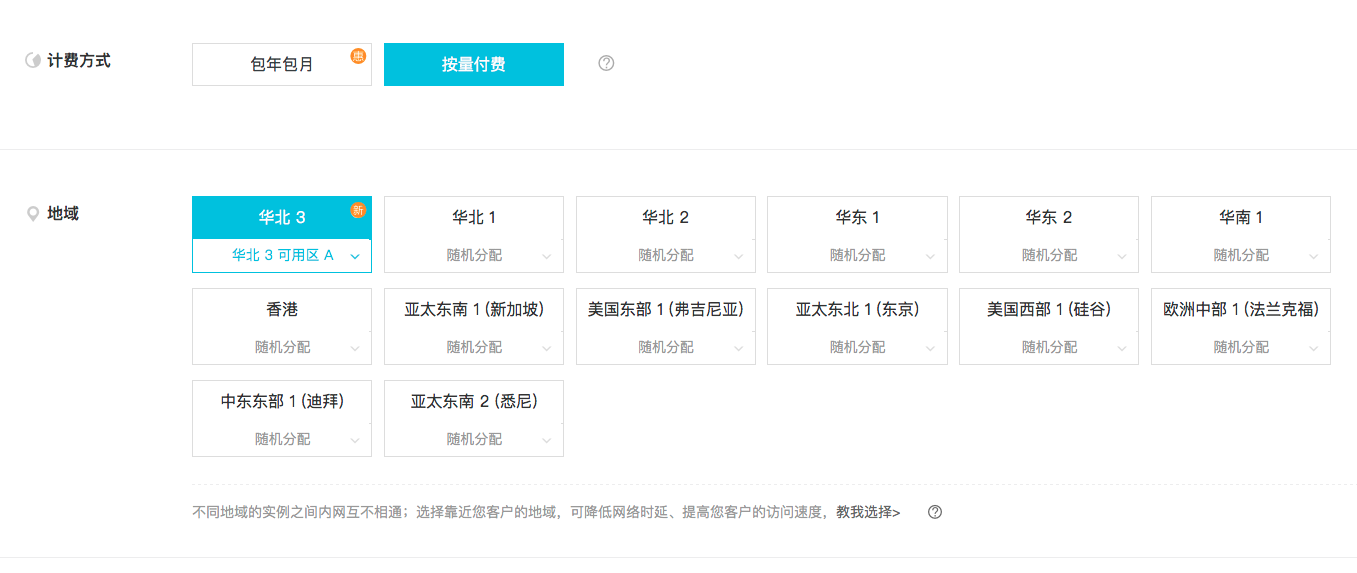 计费方式
包年包月 惠
按量付费
?
地域
华北 3 新
华北 3 可用区 A
华北 1
随机分配
华北 2
随机分配
华东 1
随机分配
华东 2
随机分配
华南 1
随机分配
香港
随机分配
亚太东南 1 (新加坡)
随机分配
美国东部 1 (弗吉尼亚)
随机分配
亚太东北 1 (东京)
随机分配
美国西部 1 (硅谷)
随机分配
欧洲中部 1 (法兰克福)
随机分配
中东东部 1 (迪拜)
随机分配
亚太东南 2 (悉尼)
随机分配
不同地域的实例之间内网互不相通；选择靠近您客户的地域，可降低网络时延、提高您客户的访问速度，教我选择> ?